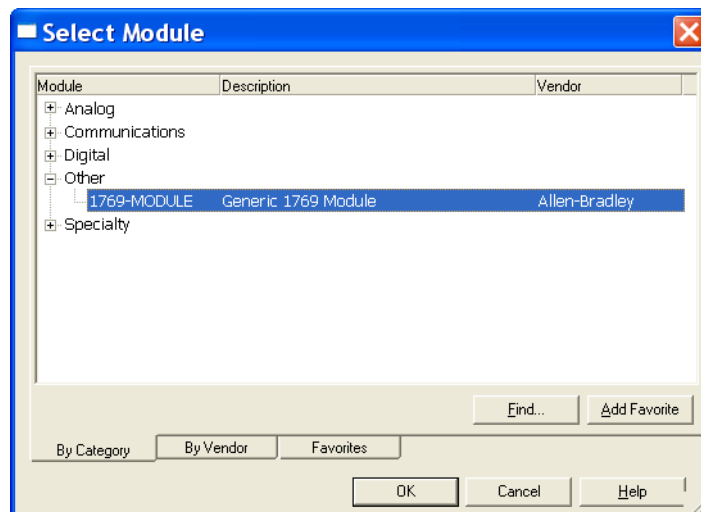 Select Module
Module Description Vendor
Analog
Communications
Digital
Other
1769-MODULE Generic 1769 Module Allen-Bradley
Specialty
Find... Add Favorite
By Category By Vendor Favorites
OK Cancel Help